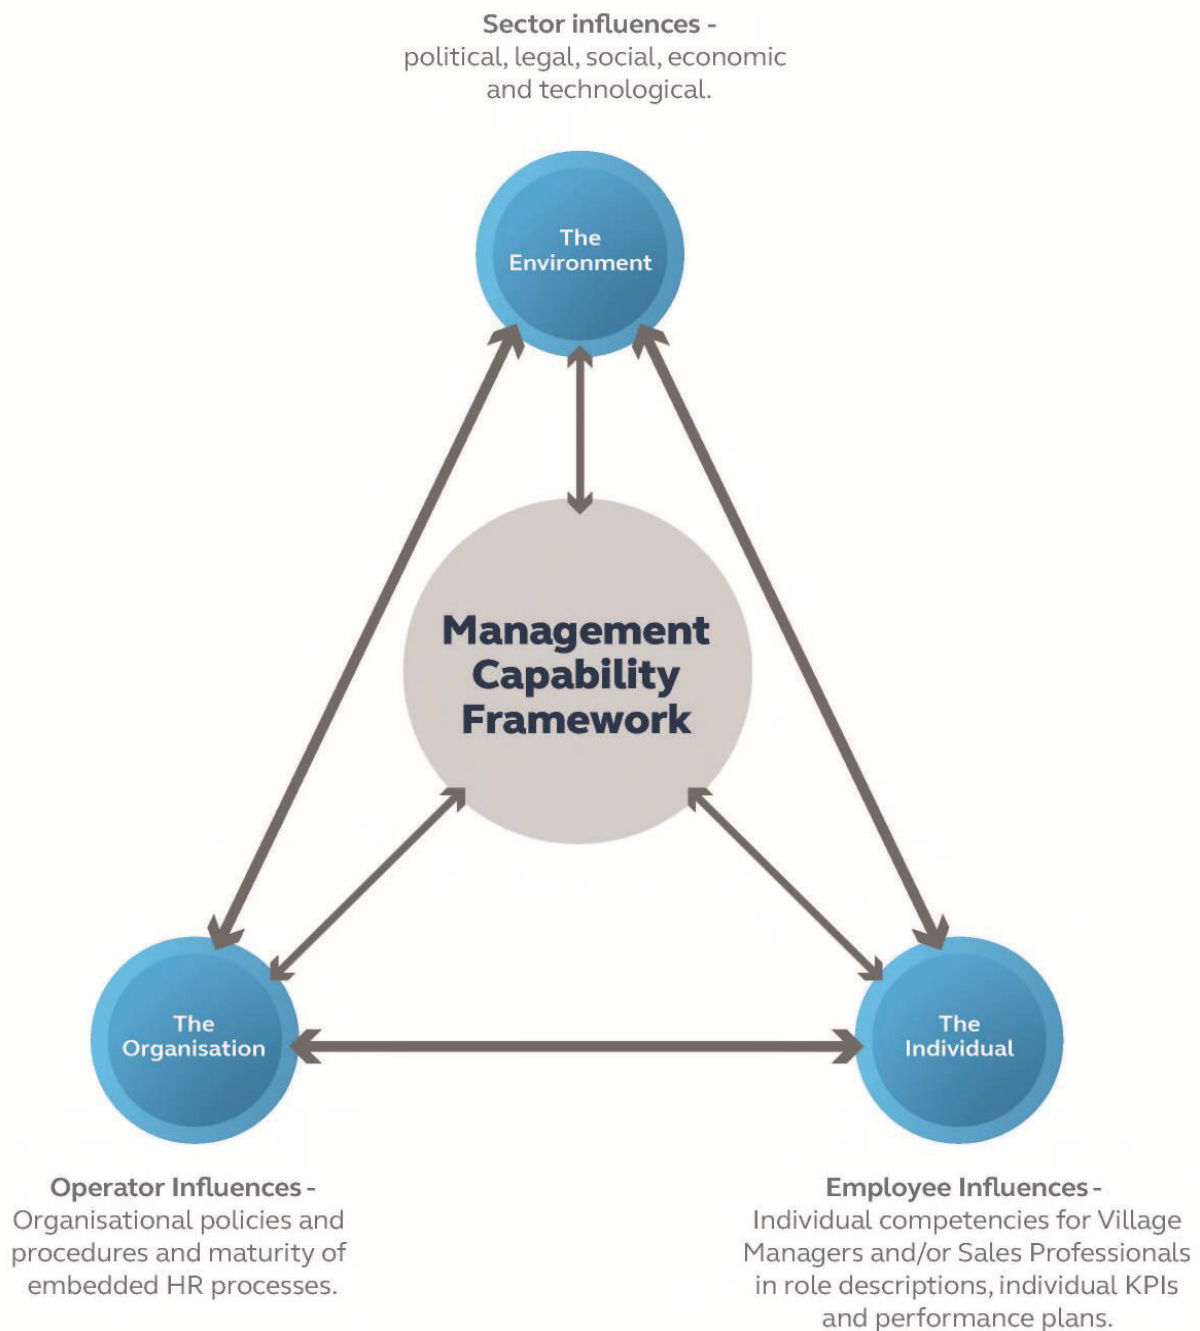 Sector influences -
political, legal, social, economic
and technological.
The
Environment
Management
Capability
Framework
The
Organisation
The
Individual
Operator Influences -
Organisational policies and
procedures and maturity of
embedded HR processes.
Employee Influences -
Individual competencies for Village
Managers and/or Sales Professionals
in role descriptions, individual KPIs
and performance plans.